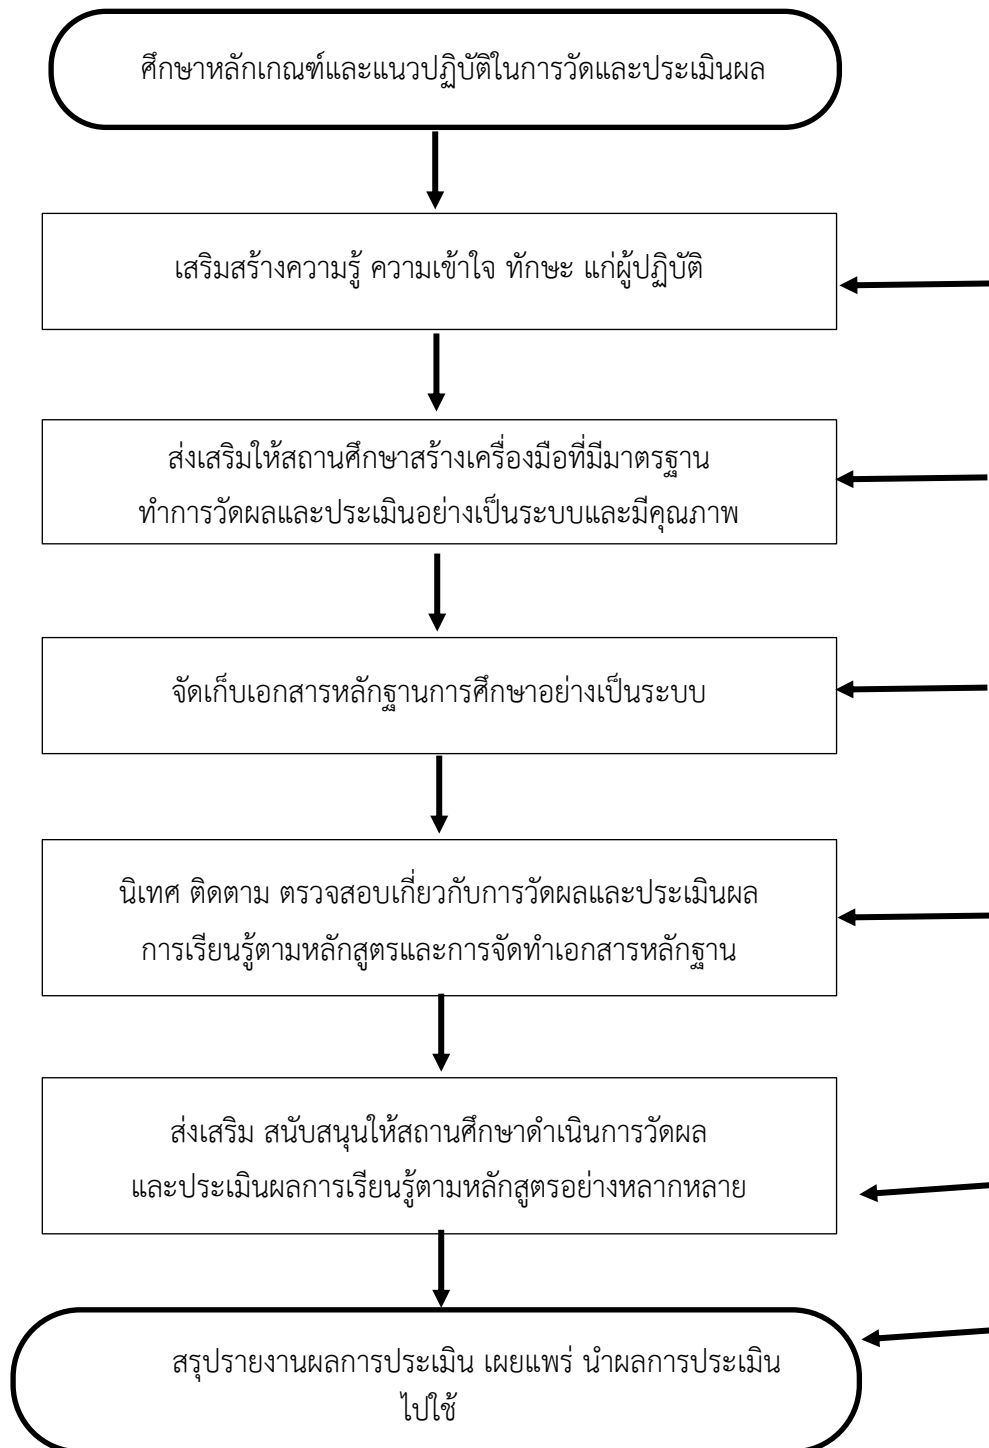 ศึกษาหลักเกณฑ์และแนวปฏิบัติในการวัดและประเมินผล
เสริมสร้างความรู้ ความเข้าใจ ทักษะ แก่ผู้ปฏิบัติ
ส่งเสริมให้สถานศึกษาสร้างเครื่องมือที่มีมาตรฐาน
ทำการวัดผลและประเมินอย่างเป็นระบบและมีคุณภาพ
จัดเก็บเอกสารหลักฐานการศึกษาอย่างเป็นระบบ
นิเทศ ติดตาม ตรวจสอบเกี่ยวกับการวัดผลและประเมินผล
การเรียนรู้ตามหลักสูตรและการจัดทำเอกสารหลักฐาน
ส่งเสริม สนับสนุนให้สถานศึกษาดำเนินการวัดผล
และประเมินผลการเรียนรู้ตามหลักสูตรอย่างหลากหลาย
สรุปรายงานผลการประเมิน เผยแพร่ นำผลการประเมิน
ไปใช้